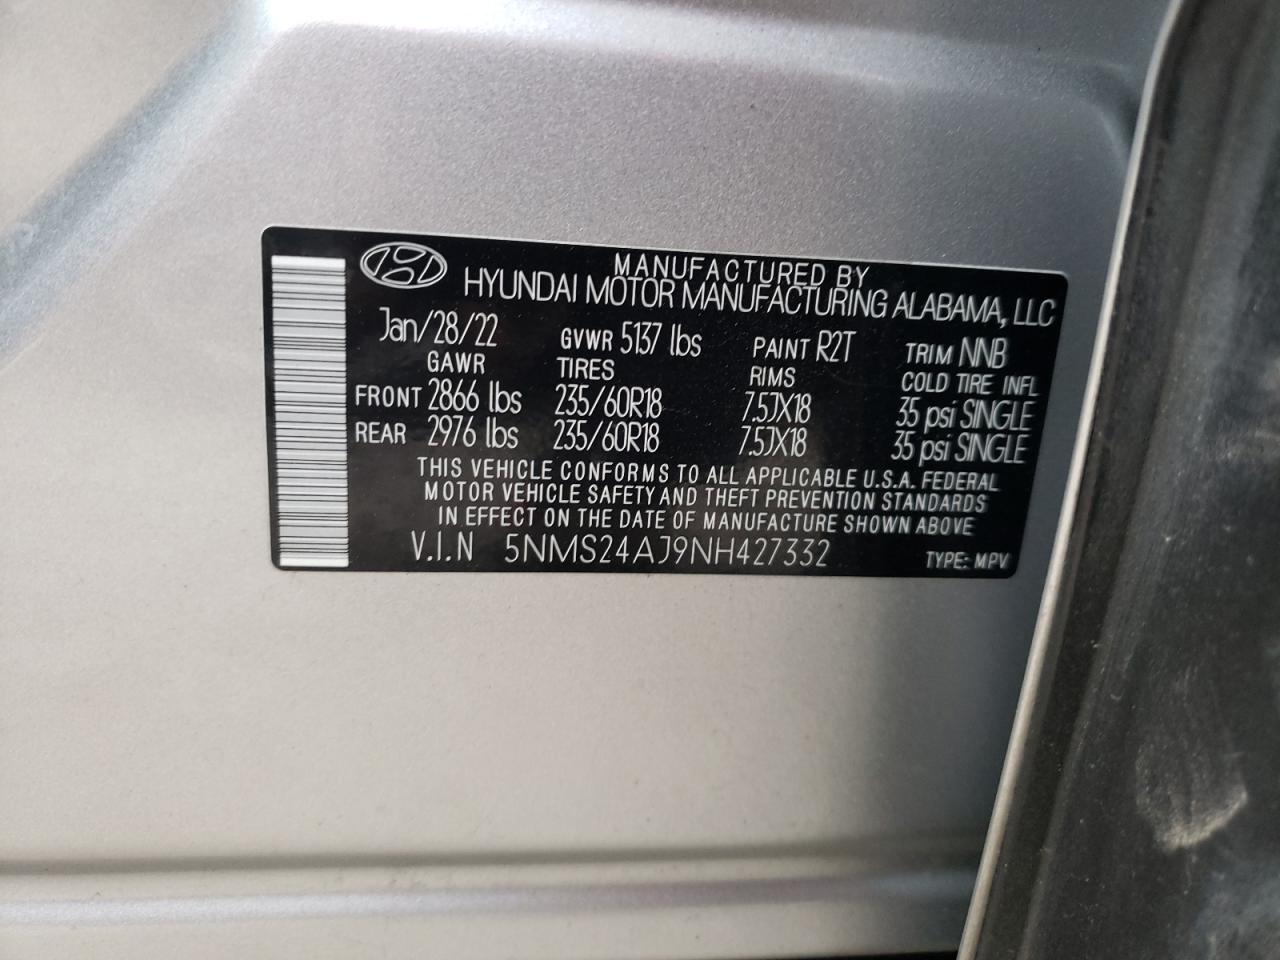 MANUFACTURED BY
HYUNDAI MOTOR MANUFACTURING ALABAMA, LLC
Jan/28/22 GVWR 5137 lbs PAINT R2T TRIM NNB
GAWR TIRES RIMS COLD TIRE INFL
FRONT 2866 lbs 235/60R18 7.5JX18 35 psi SINGLE
REAR 2976 lbs 235/60R18 7.5JX18 35 psi SINGLE
THIS VEHICLE CONFORMS TO ALL APPLICABLE U.S.A. FEDERAL
MOTOR VEHICLE SAFETY AND THEFT PREVENTION STANDARDS
IN EFFECT ON THE DATE OF MANUFACTURE SHOWN ABOVE
V.I.N 5NMS24AJ9NH427332 TYPE: MPV